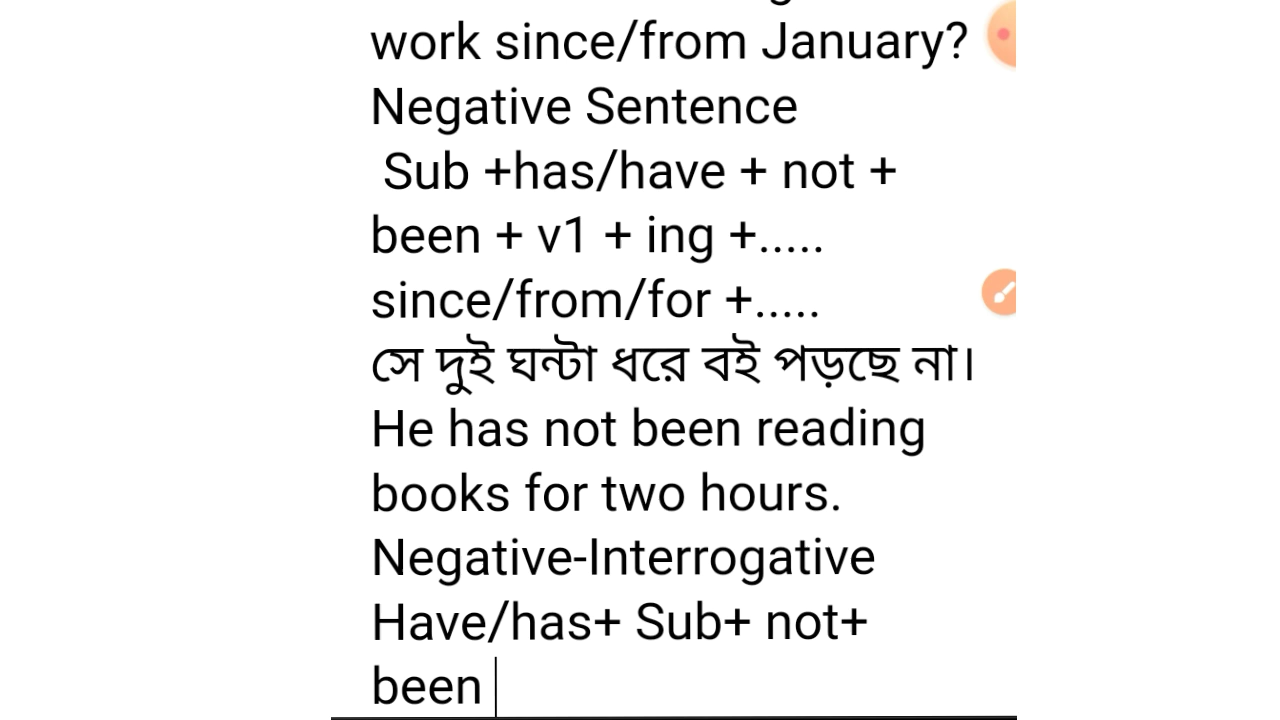 work since/from January?
Negative Sentence
Sub +has/have + not +
been + v1 + ing +.....
since/from/for +.....
সে দুই ঘন্টা ধরে বই পড়ছে না।
He has not been reading
books for two hours.
Negative-Interrogative
Have/has+ Sub+ not+
been